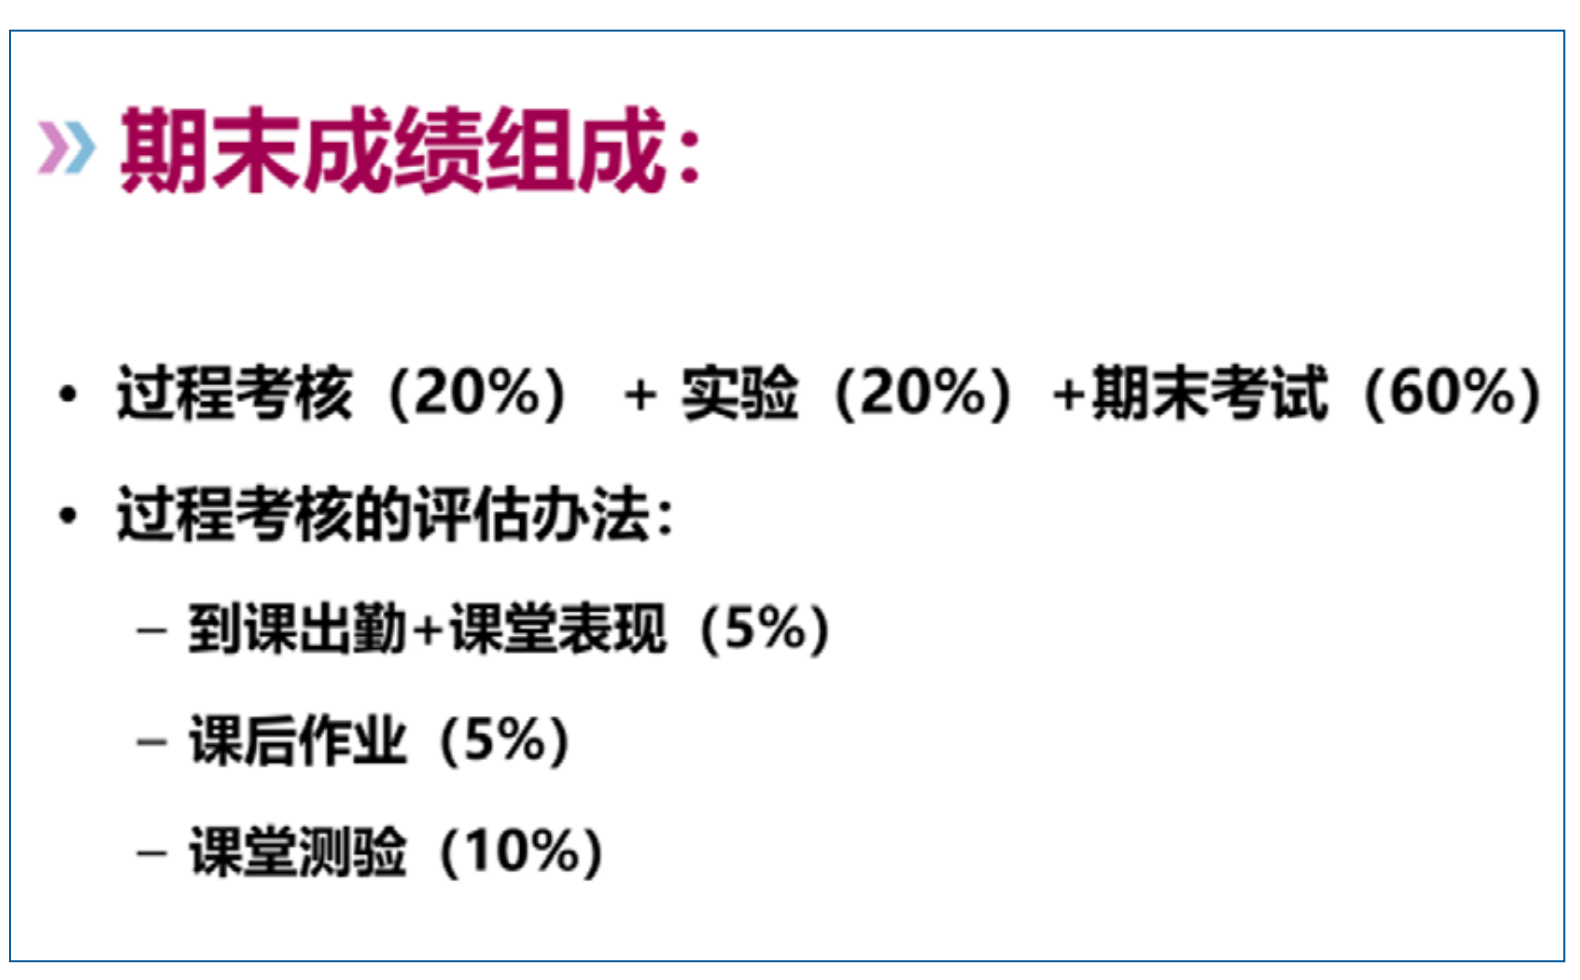 期末成绩组成：
• 过程考核（20%） + 实验（20%）+期末考试（60%）
• 过程考核的评估办法：
– 到课出勤+课堂表现（5%）
– 课后作业（5%）
– 课堂测验（10%）